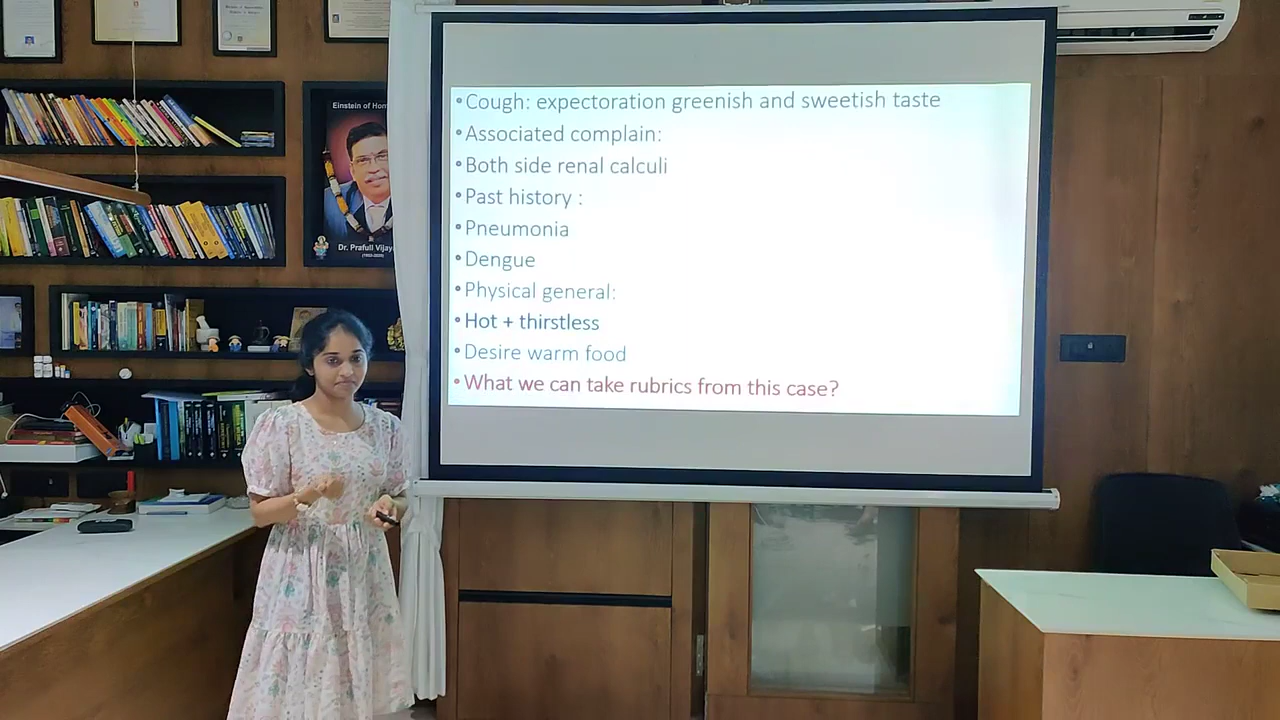 Einstein of Hom
Dr. Prafull Vijay
• Cough: expectoration greenish and sweetish taste
• Associated complain:
• Both side renal calculi
• Past history :
• Pneumonia
• Dengue
• Physical general:
• Hot + thirstless
• Desire warm food
• What we can take rubrics from this case?